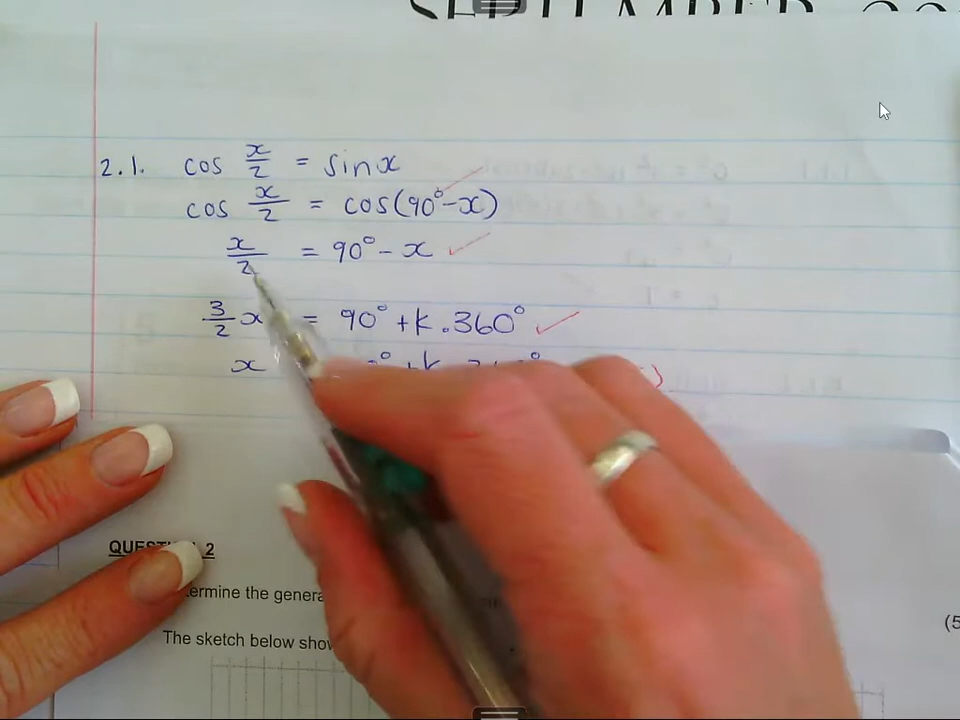 2.1. cos x/2 = sin x
cos x/2 = cos(90° - x)
x/2 = 90° - x
3/2 x = 90° + k.360°
x
QUEST 2
ermine the genera
The sketch below show
(5